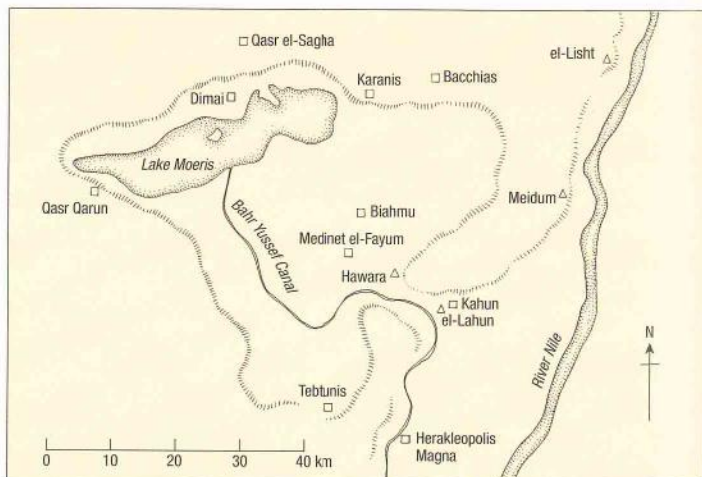 Qasr el-Sagha
el-Lisht
Karanis
Bacchias
Dimai
Lake Moeris
Qasr Qarun
Meidum
Biahmu
Bahr Yussef Canal
Medinet el-Fayum
Hawara
Kahun
el-Lahun
River Nile
N
Tebtunis
Herakleopolis
Magna
0 10 20 30 40 km